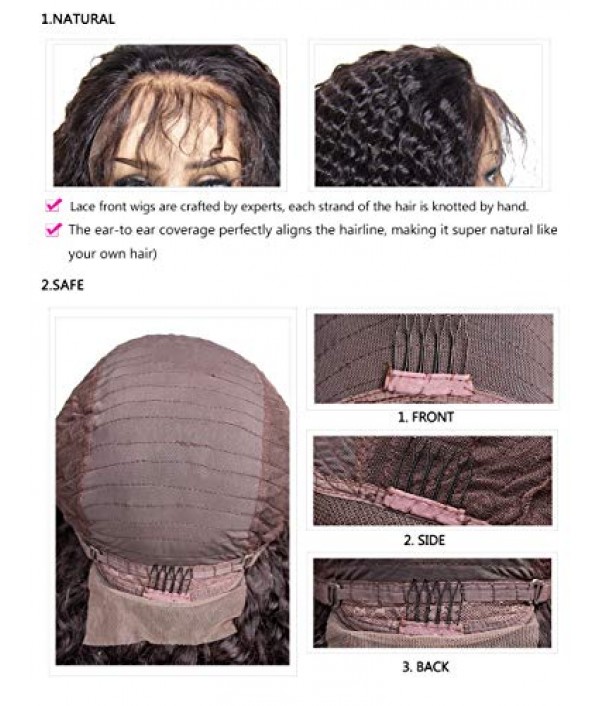 1.NATURAL
Lace front wigs are crafted by experts, each strand of the hair is knotted by hand.
The ear-to ear coverage perfectly aligns the hairline, making it super natural like
your own hair)
2.SAFE
1. FRONT
2. SIDE
3. BACK